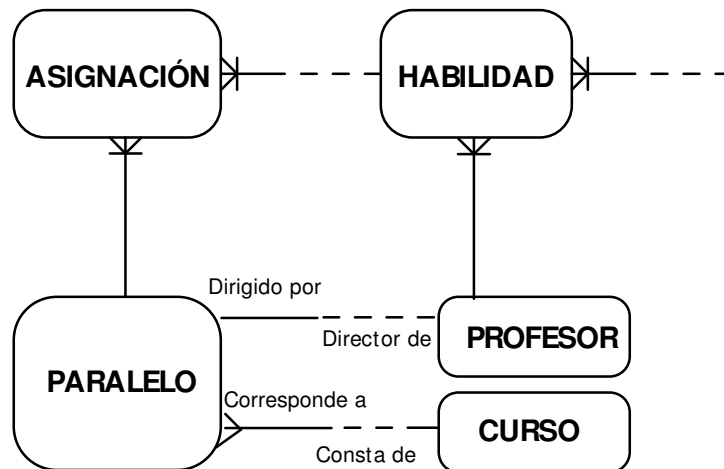 ASIGNACIÓN
HABILIDAD
Dirigido por
Director de
PROFESOR
PARALELO
Corresponde a
Consta de
CURSO